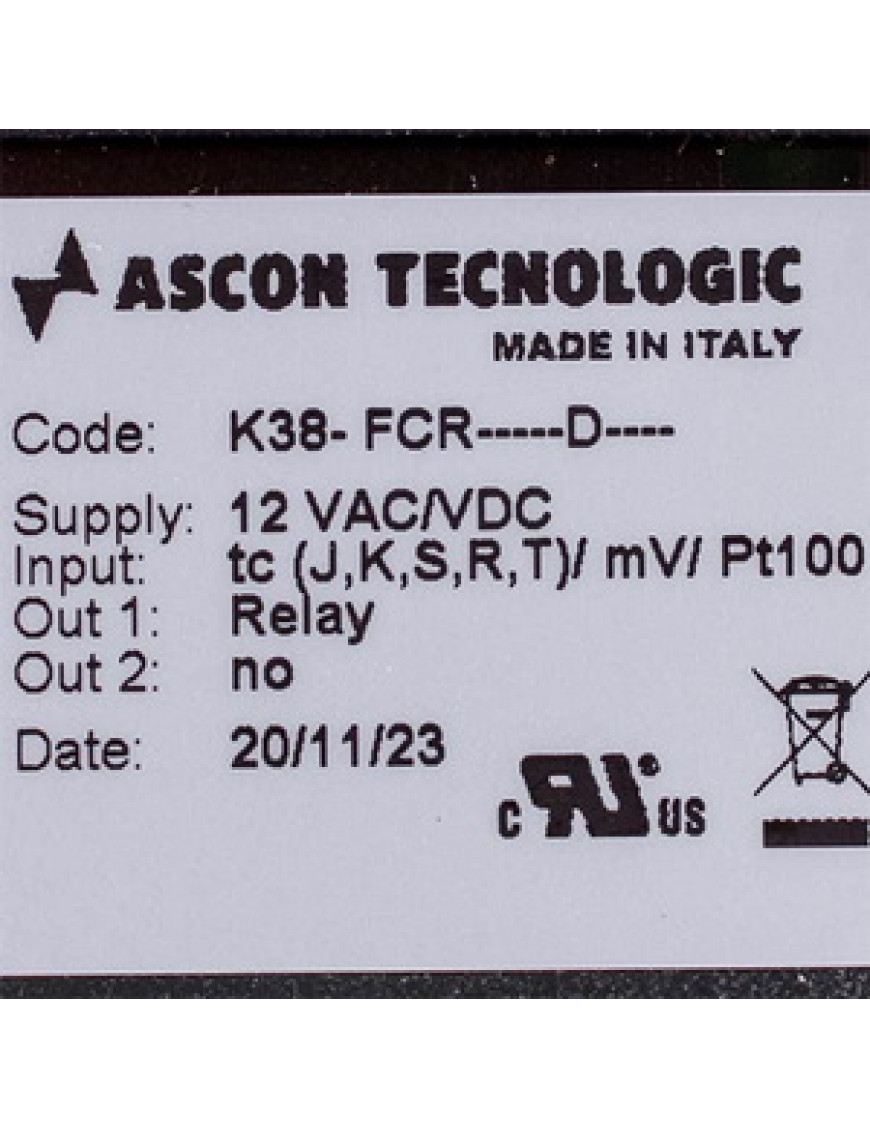 ASCON TECNOLOGIC
MADE IN ITALY
Code: K38- FCR-----D----
Supply: 12 VAC/VDC
Input: tc (J,K,S,R,T)/ mV/ Pt100
Out 1: Relay
Out 2: no
Date: 20/11/23
c RU US